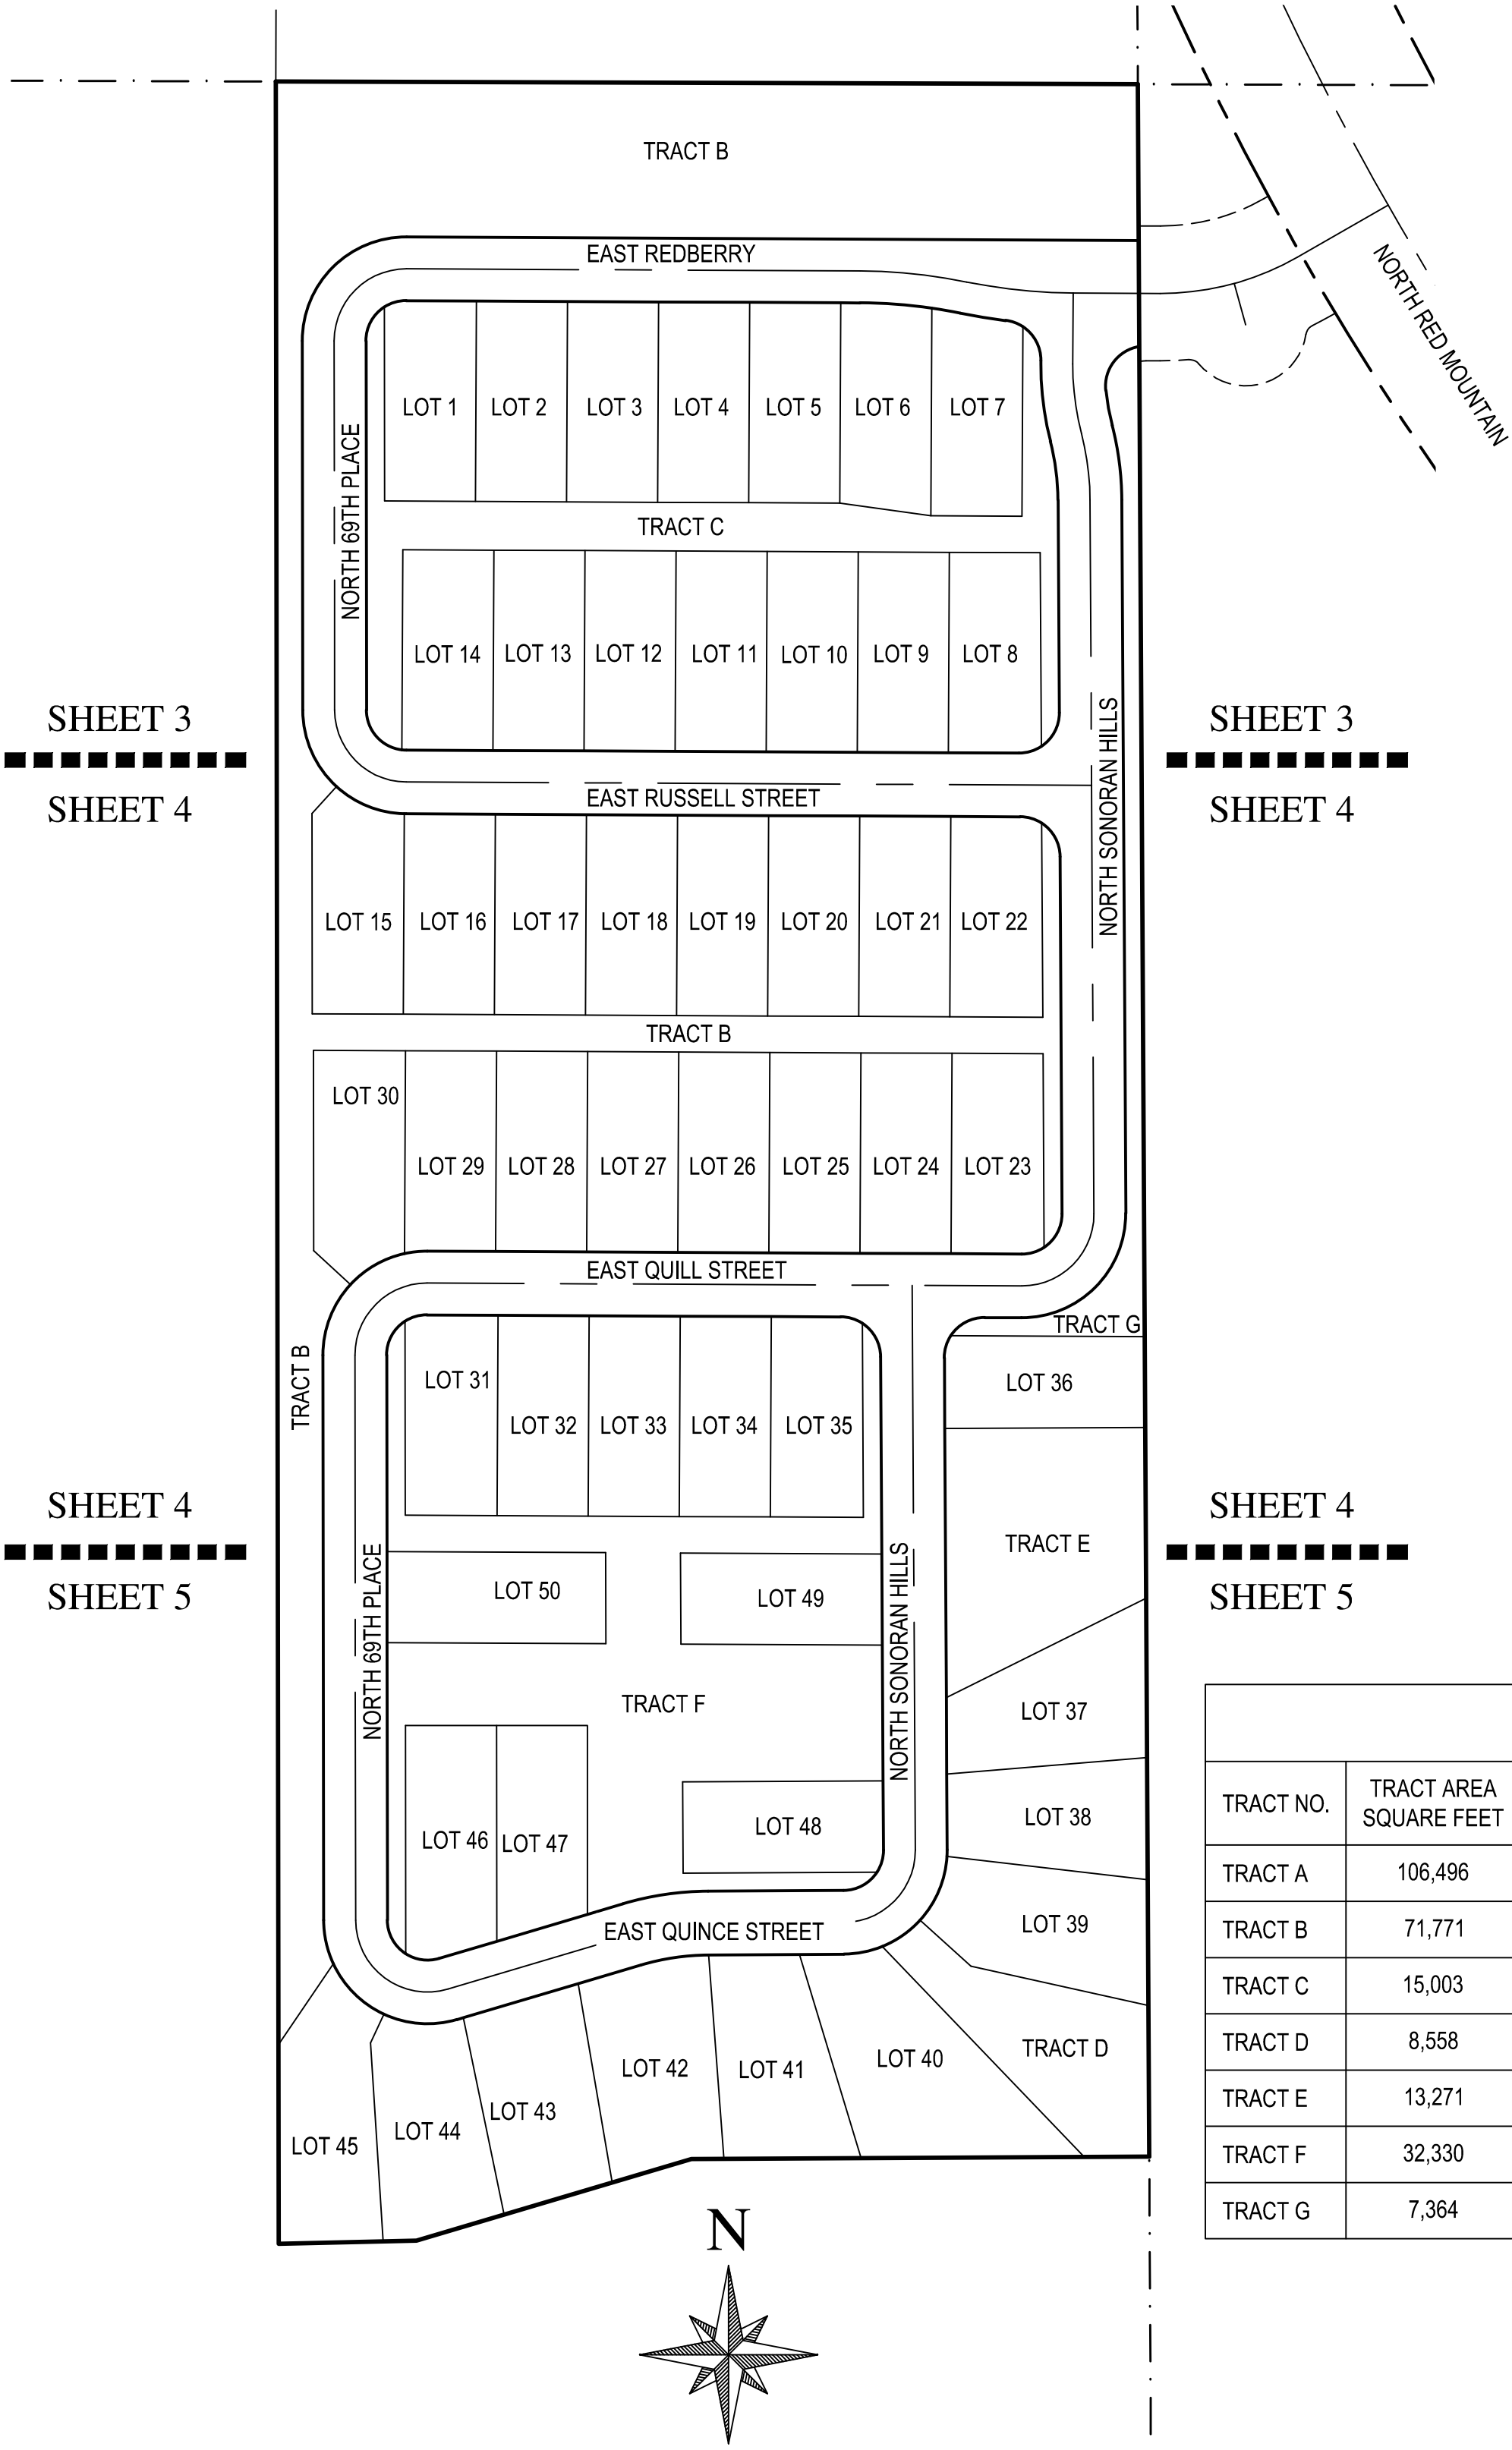 TRACT B
EAST REDBERRY
NORTH RED MOUNTAIN
LOT 1
LOT 2
LOT 3
LOT 4
LOT 5
LOT 6
LOT 7
NORTH 69TH PLACE
TRACT C
LOT 14
LOT 13
LOT 12
LOT 11
LOT 10
LOT 9
LOT 8
SHEET 3
SHEET 4
SHEET 3
SHEET 4
NORTH SONORAN HILLS
EAST RUSSELL STREET
LOT 15
LOT 16
LOT 17
LOT 18
LOT 19
LOT 20
LOT 21
LOT 22
TRACT B
LOT 30
LOT 29
LOT 28
LOT 27
LOT 26
LOT 25
LOT 24
LOT 23
EAST QUILL STREET
TRACT G
TRACT B
LOT 31
LOT 32
LOT 33
LOT 34
LOT 35
LOT 36
SHEET 4
SHEET 5
SHEET 4
SHEET 5
TRACT E
NORTH 69TH PLACE
LOT 50
LOT 49
NORTH SONORAN HILLS
TRACT F
LOT 37
LOT 46
LOT 47
LOT 48
LOT 38
LOT 39
EAST QUINCE STREET
LOT 45
LOT 44
LOT 43
LOT 42
LOT 41
LOT 40
TRACT D
TRACT NO.
TRACT AREA
SQUARE FEET
TRACT A 106,496
TRACT B 71,771
TRACT C 15,003
TRACT D 8,558
TRACT E 13,271
TRACT F 32,330
TRACT G 7,364
N